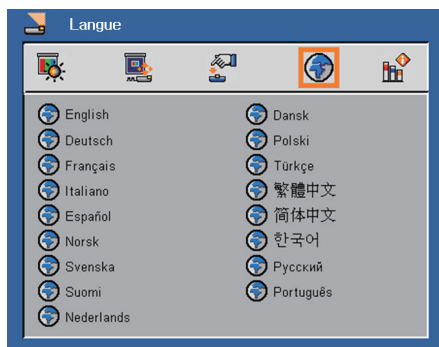 Langue
English
Deutsch
Français
Italiano
Español
Norsk
Svenska
Suomi
Nederlands
Dansk
Polski
Türkçe
繁體中文
简体中文
한국어
Русский
Português